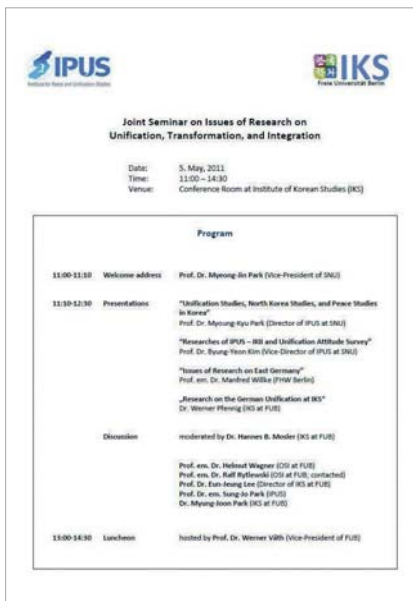 IPUS
Institute for Peace and Unification Studies
IKS
Freie Universität Berlin
Joint Seminar on Issues of Research on
Unification, Transformation, and Integration
Date: 5. May, 2011
Time: 11:00 – 14:30
Venue: Conference Room at Institute of Korean Studies (IKS)
Program
11:00-11:10 Welcome address Prof. Dr. Myeong-Jin Park (Vice-President of SNU)
11:10-12:30 Presentations "Unification Studies, North Korea Studies, and Peace Studies
in Korea"
Prof. Dr. Myoung-Kyu Park (Director of IPUS at SNU)
"Researches of IPUS – and Unification Attitude Survey"
Prof. Dr. Byung-Yeon Kim (Vice-Director of IPUS at SNU)
"Issues of Research on East Germany"
Prof. em. Dr. Manfred Wilke (FHW Berlin)
„Research on the German Unification at IKS"
Dr. Werner Pfennig (IKS at FUB)
Discussion moderated by Dr. Hannes B. Mosler (IKS at FUB)
Prof. em. Dr. Helmut Wagner (OSI at FUB)
Prof. em. Dr. Ralf Rytlewski (OSI at FUB; contacted)
Prof. Dr. Eun-Jeung Lee (Director of IKS at FUB)
Prof. Dr. em. Sung-Jo Park (IPUS)
Dr. Myung-Joon Park (IKS at FUB)
13:00-14:30 Luncheon hosted by Prof. Dr. Werner Väth (Vice-President of FUB)